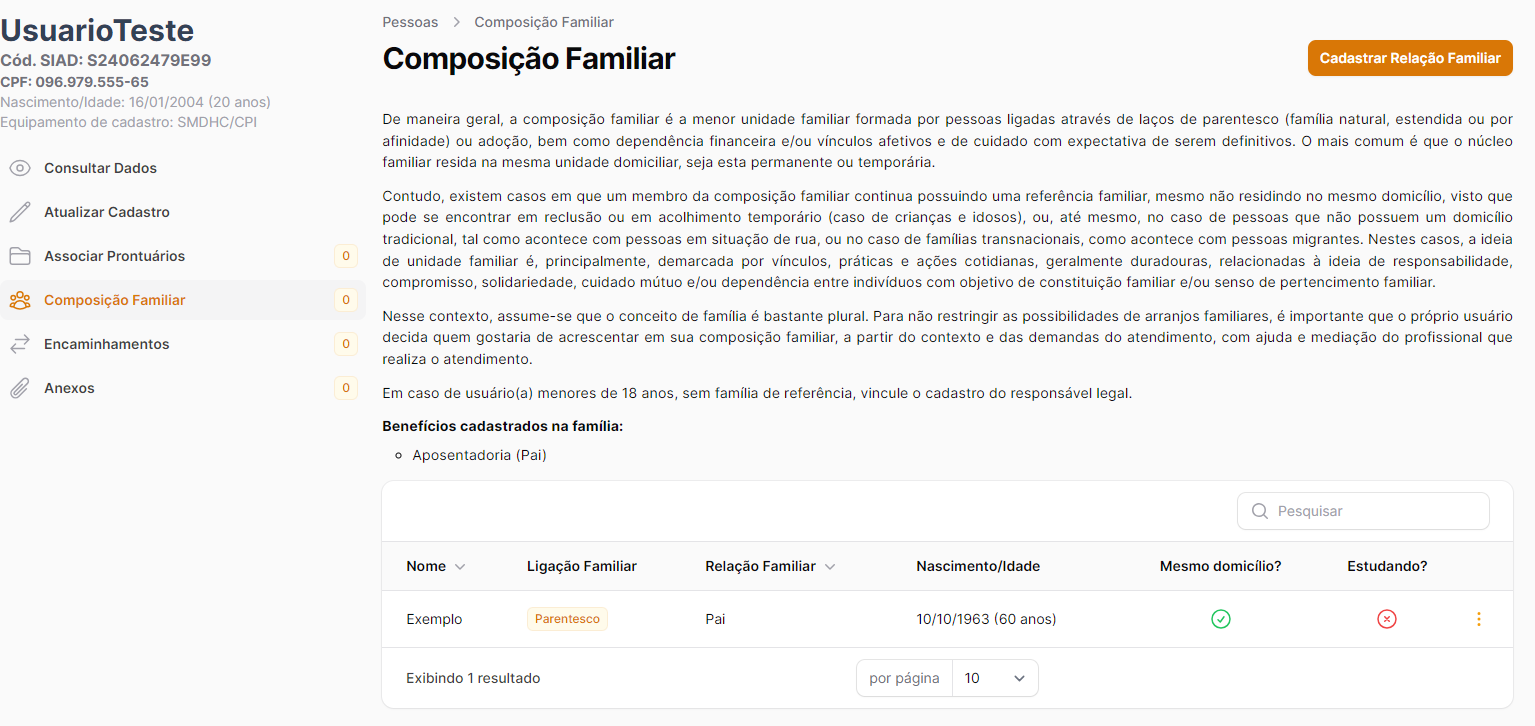 UsuarioTeste
Cód. SIAD: S24062479E99
CPF: 096.979.555-65
Nascimento/Idade: 16/01/2004 (20 anos)
Equipamento de cadastro: SMDHC/CPI
Consultar Dados
Atualizar Cadastro
Associar Prontuários 0
Composição Familiar 0
Encaminhamentos 0
Anexos 0
Pessoas > Composição Familiar
Composição Familiar
Cadastrar Relação Familiar
De maneira geral, a composição familiar é a menor unidade familiar formada por pessoas ligadas através de laços de parentesco (família natural, estendida ou por
afinidade) ou adoção, bem como dependência financeira e/ou vínculos afetivos e de cuidado com expectativa de serem definitivos. O mais comum é que o núcleo
familiar resida na mesma unidade domiciliar, seja esta permanente ou temporária.
Contudo, existem casos em que um membro da composição familiar continua possuindo uma referência familiar, mesmo não residindo no mesmo domicílio, visto que
pode se encontrar em reclusão ou em acolhimento temporário (caso de crianças e idosos), ou, até mesmo, no caso de pessoas que não possuem um domicílio
tradicional, tal como acontece com pessoas em situação de rua, ou no caso de famílias transnacionais, como acontece com pessoas migrantes. Nestes casos, a ideia
de unidade familiar é, principalmente, demarcada por vínculos, práticas e ações cotidianas, geralmente duradouras, relacionadas à ideia de responsabilidade,
compromisso, solidariedade, cuidado mútuo e/ou dependência entre indivíduos com objetivo de constituição familiar e/ou senso de pertencimento familiar.
Nesse contexto, assume-se que o conceito de família é bastante plural. Para não restringir as possibilidades de arranjos familiares, é importante que o próprio usuário
decida quem gostaria de acrescentar em sua composição familiar, a partir do contexto e das demandas do atendimento, com ajuda e mediação do profissional que
realiza o atendimento.
Em caso de usuário(a) menores de 18 anos, sem família de referência, vincule o cadastro do responsável legal.
Benefícios cadastrados na família:
Aposentadoria (Pai)
Pesquisar
Nome Ligação Familiar Relação Familiar Nascimento/Idade Mesmo domicílio? Estudando?
Exemplo Parentesco Pai 10/10/1963 (60 anos)
Exibindo 1 resultado por página 10